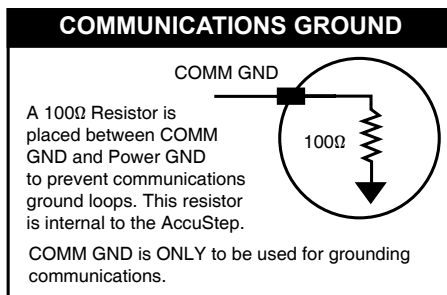 COMMUNICATIONS GROUND
COMM GND
A 100Ω Resistor is
placed between COMM
GND and Power GND
to prevent communications
ground loops. This resistor
is internal to the AccuStep.
100Ω
COMM GND is ONLY to be used for grounding
communications.